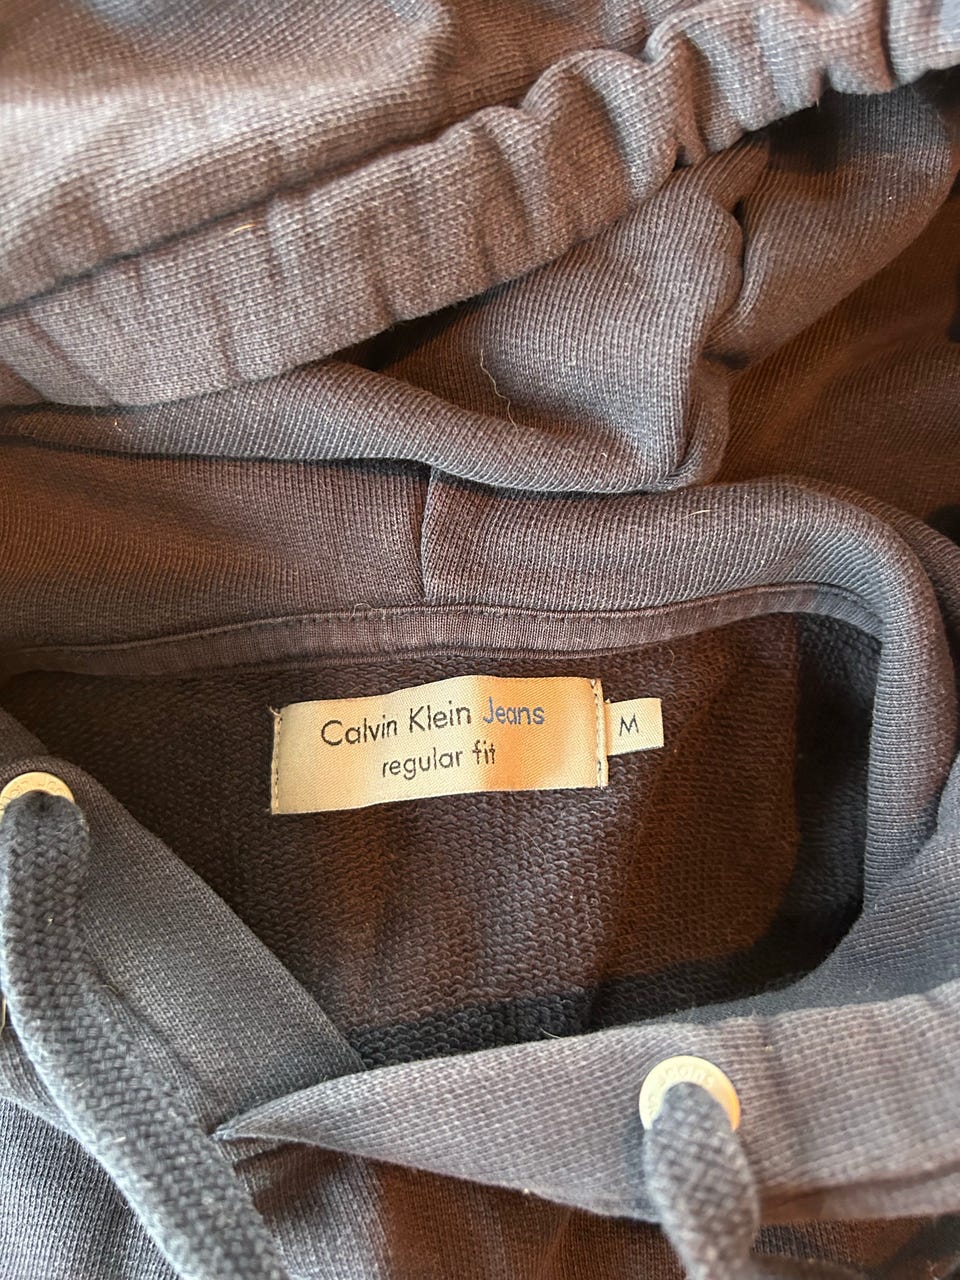 Calvin Klein Jeans
regular fit
M